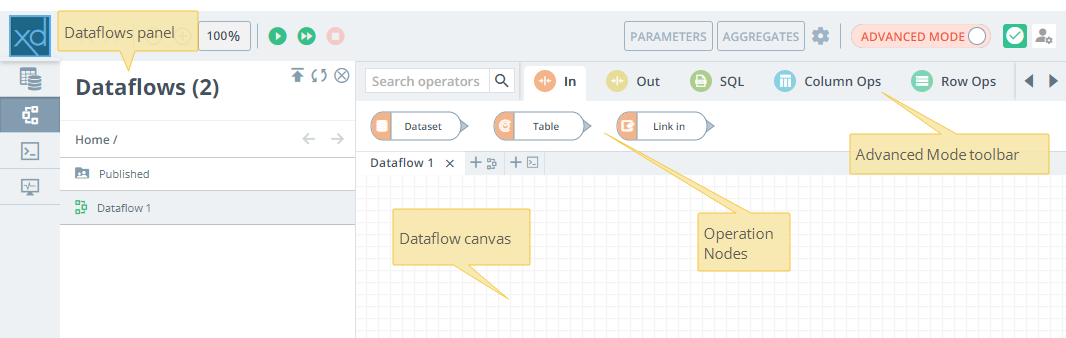 xd
Dataflows panel
100%
PARAMETERS
AGGREGATES
ADVANCED MODE
Dataflows (2)
Search operators
In
Out
SQL
Column Ops
Row Ops
Dataset
Table
Link in
Home /
Advanced Mode toolbar
Dataflow 1
Published
Dataflow 1
Dataflow canvas
Operation
Nodes